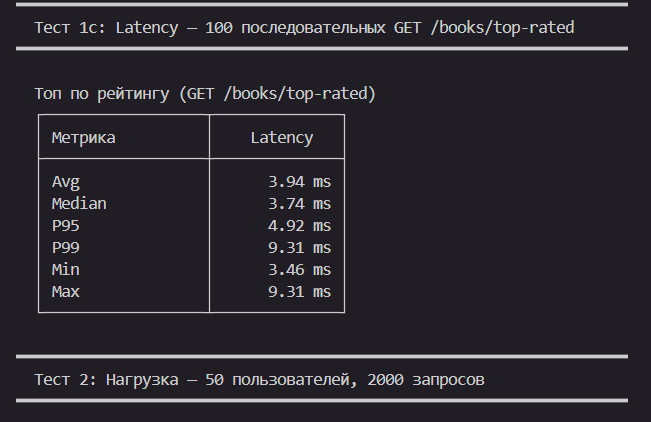 Тест 1c: Latency — 100 последовательных GET /books/top-rated
Топ по рейтингу (GET /books/top-rated)
Метрика Latency
Avg 3.94 ms
Median 3.74 ms
P95 4.92 ms
P99 9.31 ms
Min 3.46 ms
Max 9.31 ms
Тест 2: Нагрузка — 50 пользователей, 2000 запросов